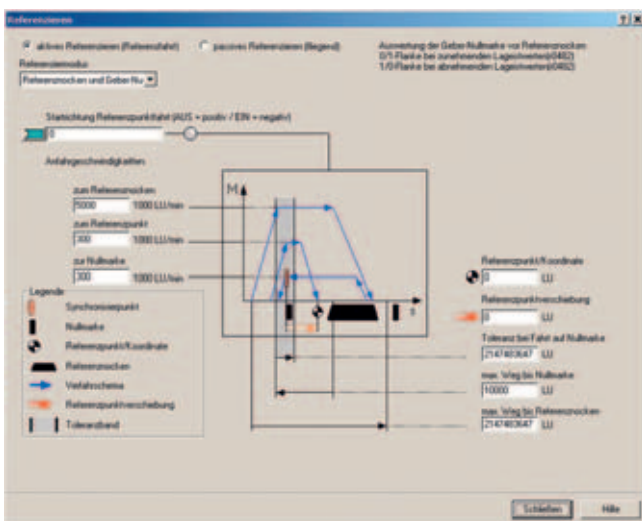 Referenzieren
aktives Referenzieren (Referenzfahrt)
passives Referenzieren (fliegend)
Auswertung der Geber-Nullmarke vor Referenznocken
0/1-Flanke bei zunehmenden Lageistwerten(r0482)
1/0-Flanke bei abnehmenden Lageistwerten(r0482)
Referenziermodus
Referenznocken und Geber-Nu
Startrichtung Referenzpunktfahrt (AUS = positiv / EIN = negativ)
0
Anfahrgeschwindigkeiten
zum Referenznocken
5000 1000 LU/min
zum Referenzpunkt
300 1000 LU/min
zur Nullmarke
300 1000 LU/min
M
s
Legende:
Synchronisierpunkt
Nullmarke
Referenzpunkt/Koordinate
Referenznocken
Verfahrschema
Referenzpunktverschiebung
Toleranzband
Referenzpunkt/Koordinate
0 LU
Referenzpunktverschiebung
0 LU
Toleranz bei Fahrt auf Nullmarke
2147483647 LU
max. Weg bis Nullmarke
10000 LU
max. Weg bis Referenznocken
2147483647 LU
Schließen
Hilfe